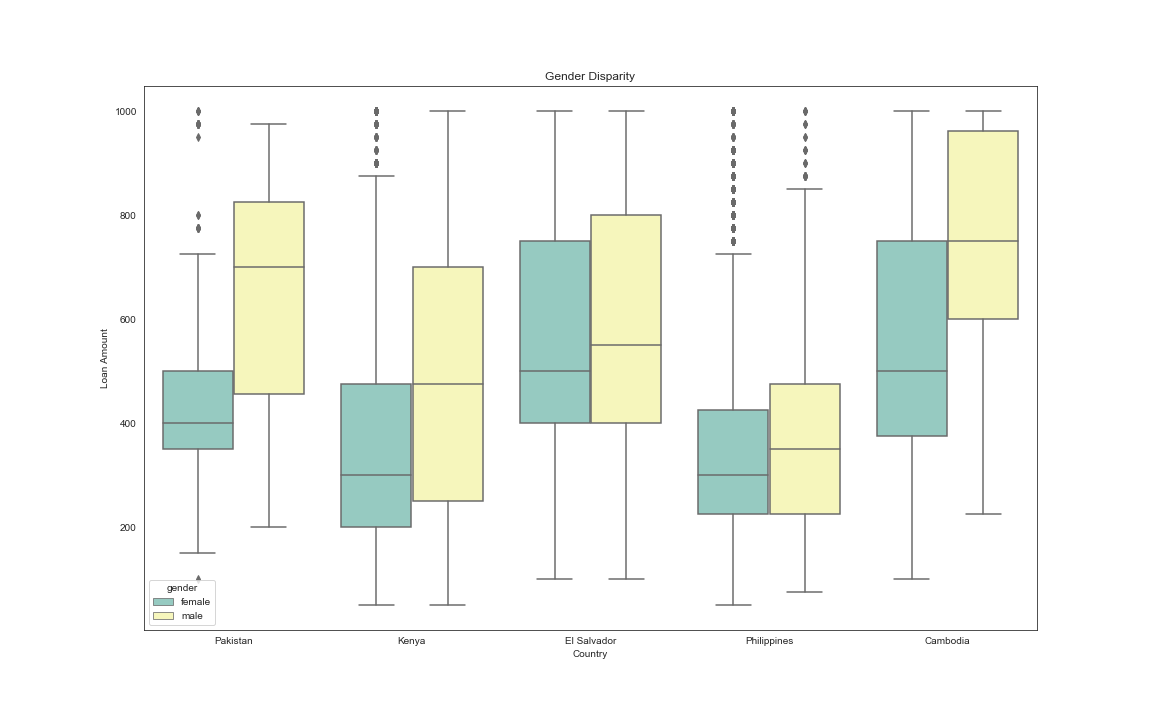 Gender Disparity
1000
800
600
400
200
Loan Amount
gender
female
male
Pakistan Kenya El Salvador Philippines Cambodia
Country